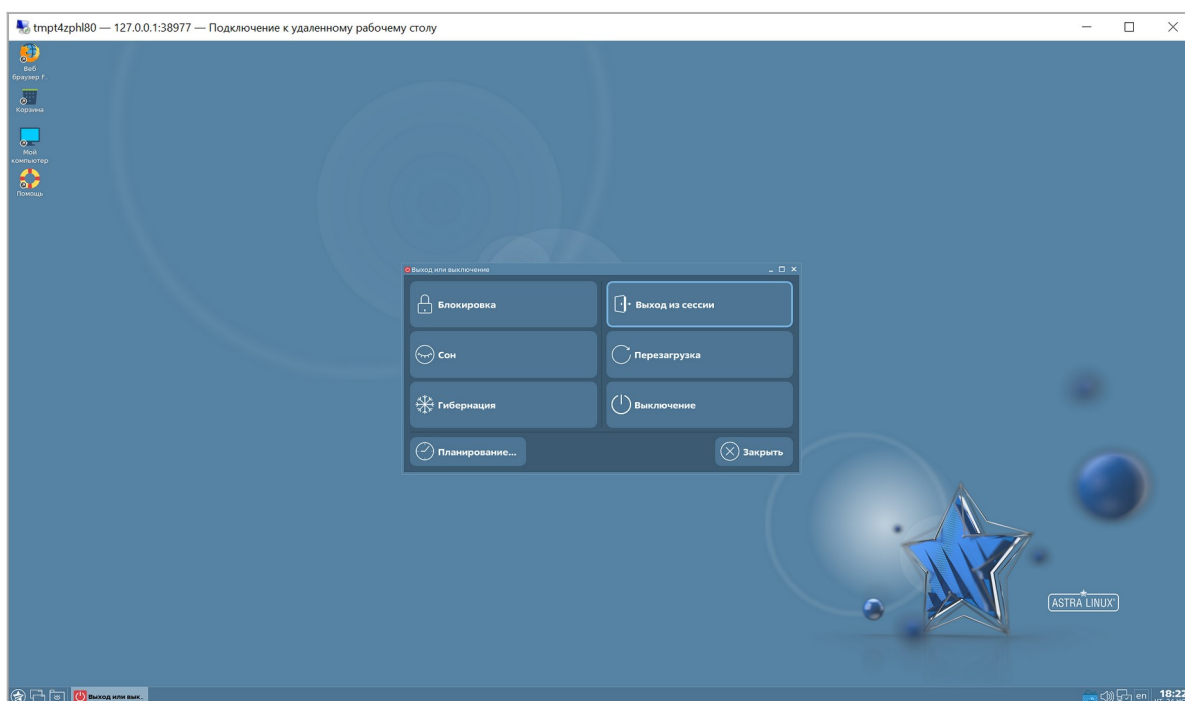 tmpt4zphl80 — 127.0.0.1:38977 — Подключение к удаленному рабочему столу
Веб
браузер F..
Корзина
Мой
компьютер
Помощь
Выход или выключение
Блокировка
Выход из сессии
Сон
Перезагрузка
Гибернация
Выключение
Планирование...
Закрыть
ASTRA LINUX®
Выход или вык..
en
18:22